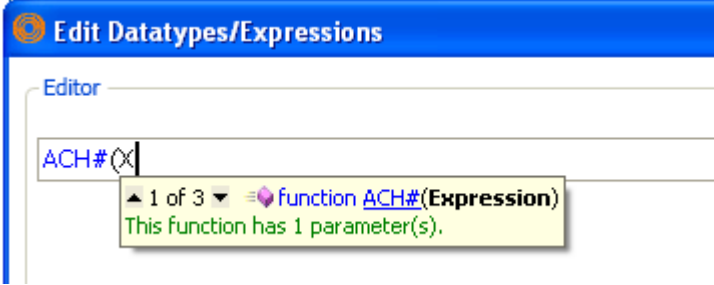 Edit Datatypes/Expressions
Editor
ACH#(X
1 of 3 function ACH#(Expression)
This function has 1 parameter(s).